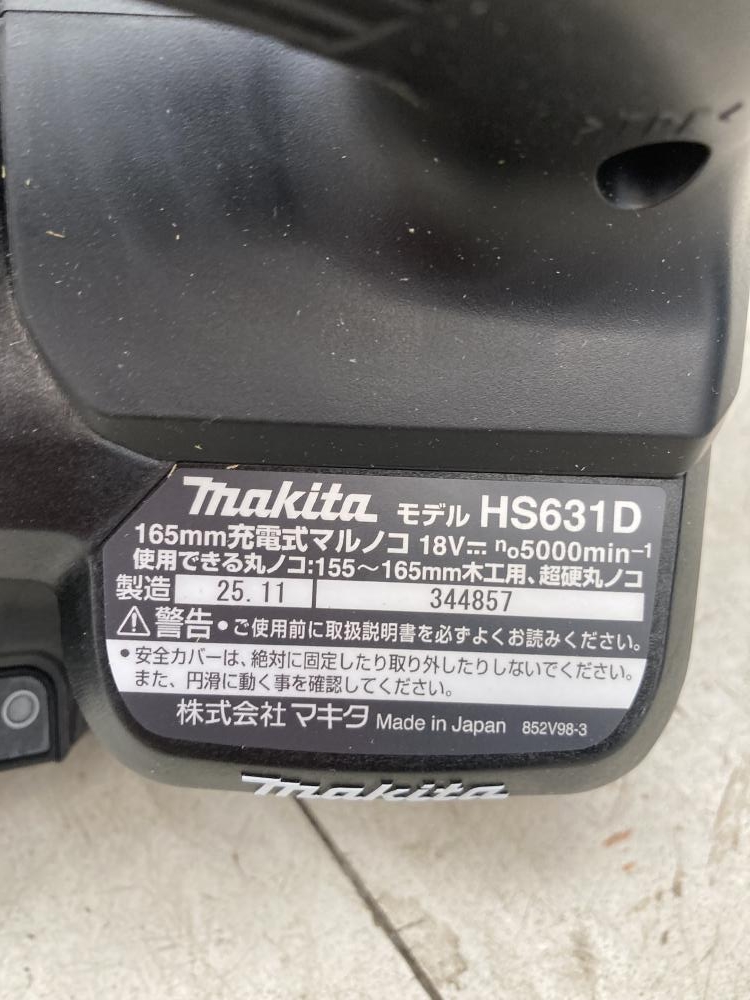 makita モデル HS631D
165mm充電式マルノコ 18V⎓ no5000min-1
使用できる丸ノコ:155～165mm木工用、超硬丸ノコ
製造 25.11 344857
⚠警告 •ご使用前に取扱説明書を必ずよくお読みください。
•安全カバーは、絶対に固定したり取り外したりしないでください。
また、円滑に動く事を確認してください。
株式会社 マキタ Made in Japan 852V98-3
makita